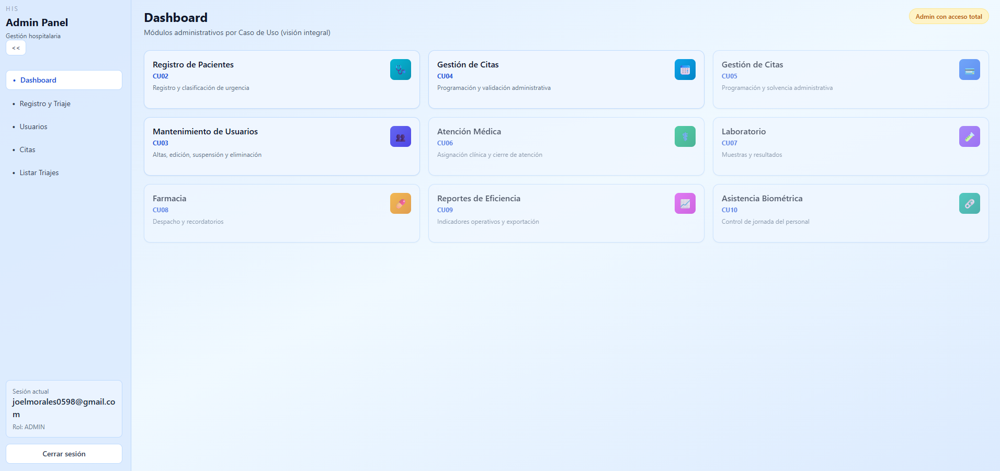 HIS
Admin Panel
Gestión hospitalaria
<<
• Dashboard
• Registro y Triaje
• Usuarios
• Citas
• Listar Triajes
Sesión actual
joelmorales0598@gmail.co
m
Rol: ADMIN
Cerrar sesión
Dashboard
Módulos administrativos por Caso de Uso (visión integral)
Admin con acceso total
Registro de Pacientes
CU02
Registro y clasificación de urgencia
Gestión de Citas
CU04
Programación y validación administrativa
Gestión de Citas
CU05
Programación y solvencia administrativa
Mantenimiento de Usuarios
CU03
Altas, edición, suspensión y eliminación
Atención Médica
CU06
Asignación clínica y cierre de atención
Laboratorio
CU07
Muestras y resultados
Farmacia
CU08
Despacho y recordatorios
Reportes de Eficiencia
CU09
Indicadores operativos y exportación
Asistencia Biométrica
CU10
Control de jornada del personal